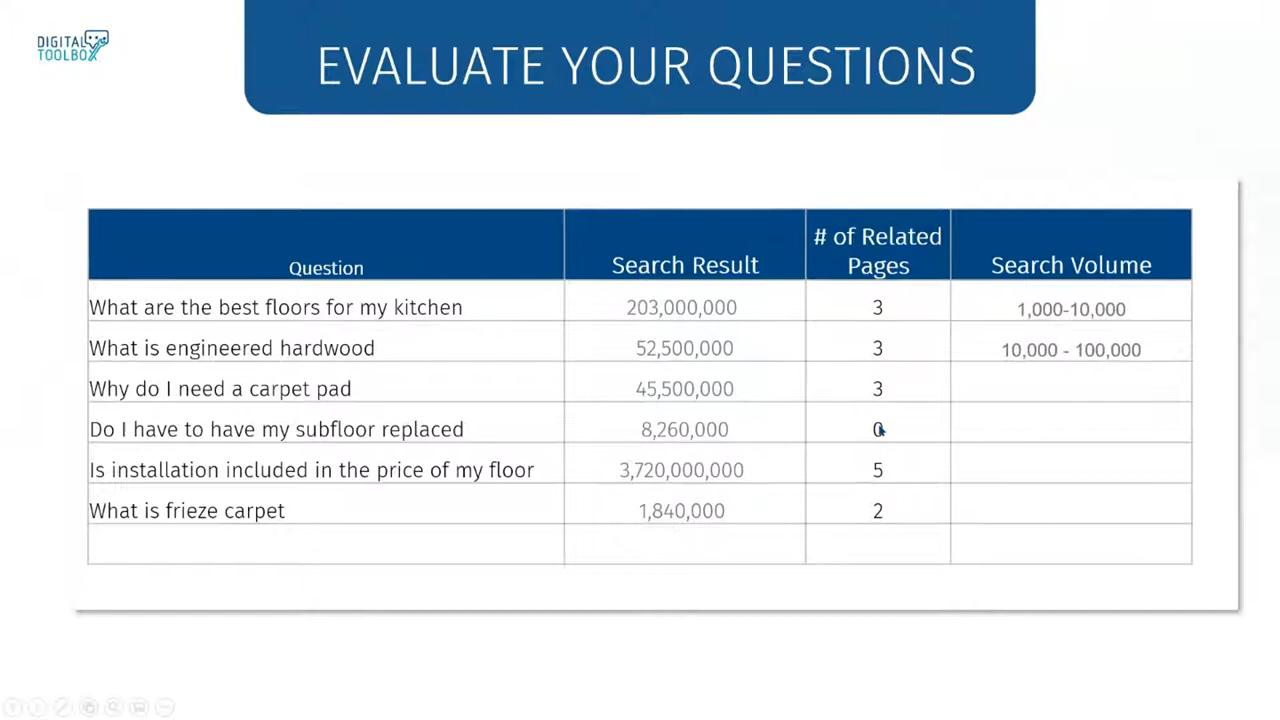 DIGITAL
TOOLBOX
EVALUATE YOUR QUESTIONS
Question Search Result # of Related Pages Search Volume
What are the best floors for my kitchen 203,000,000 3 1,000-10,000
What is engineered hardwood 52,500,000 3 10,000 - 100,000
Why do I need a carpet pad 45,500,000 3
Do I have to have my subfloor replaced 8,260,000 0
Is installation included in the price of my floor 3,720,000,000 5
What is frieze carpet 1,840,000 2